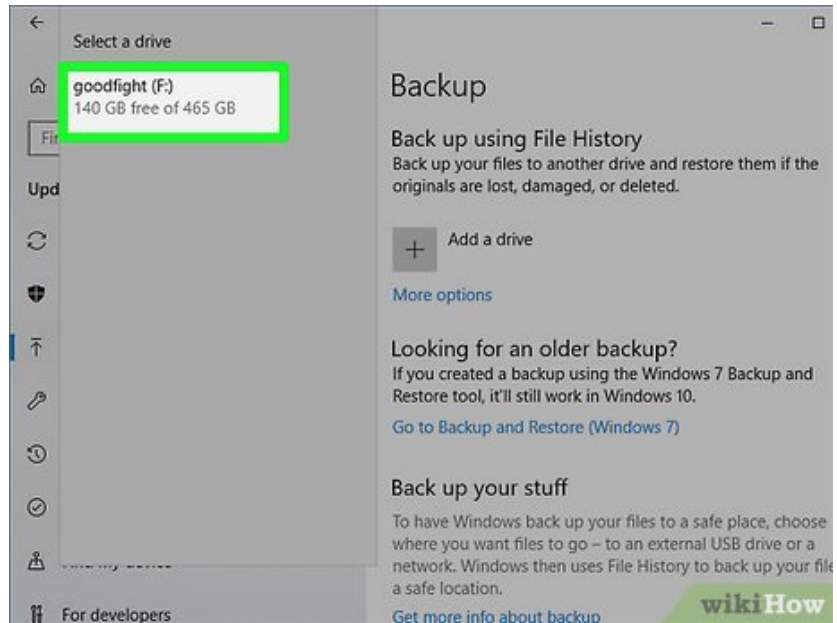 Select a drive
goodfight (F:)
140 GB free of 465 GB
Fin
Upd
For developers
Backup
Back up using File History
Back up your files to another drive and restore them if the
originals are lost, damaged, or deleted.
Add a drive
More options
Looking for an older backup?
If you created a backup using the Windows 7 Backup and
Restore tool, it'll still work in Windows 10.
Go to Backup and Restore (Windows 7)
Back up your stuff
To have Windows back up your files to a safe place, choose
where you want files to go – to an external USB drive or a
network. Windows then uses File History to back up your file
a safe location.
Get more info about backup
wikiHow